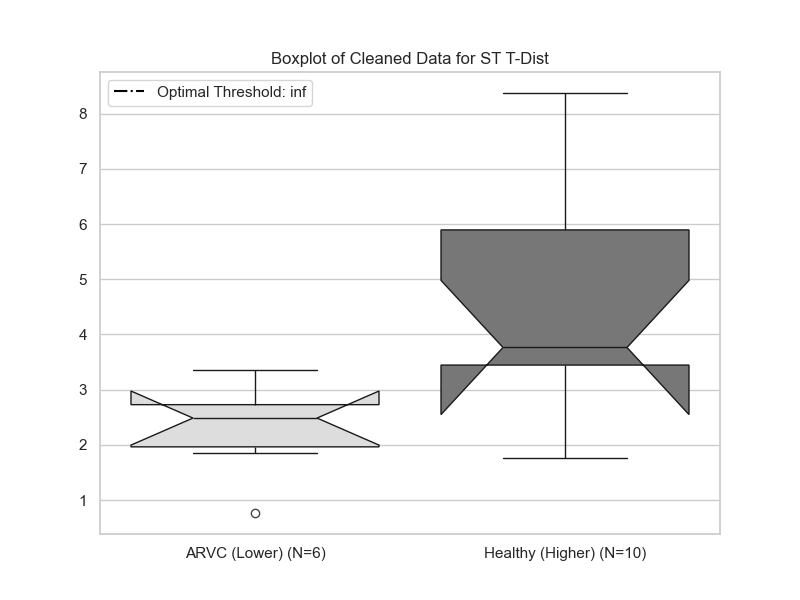 Boxplot of Cleaned Data for ST T-Dist
Optimal Threshold: inf
8
7
6
5
4
3
2
1
ARVC (Lower) (N=6)
Healthy (Higher) (N=10)